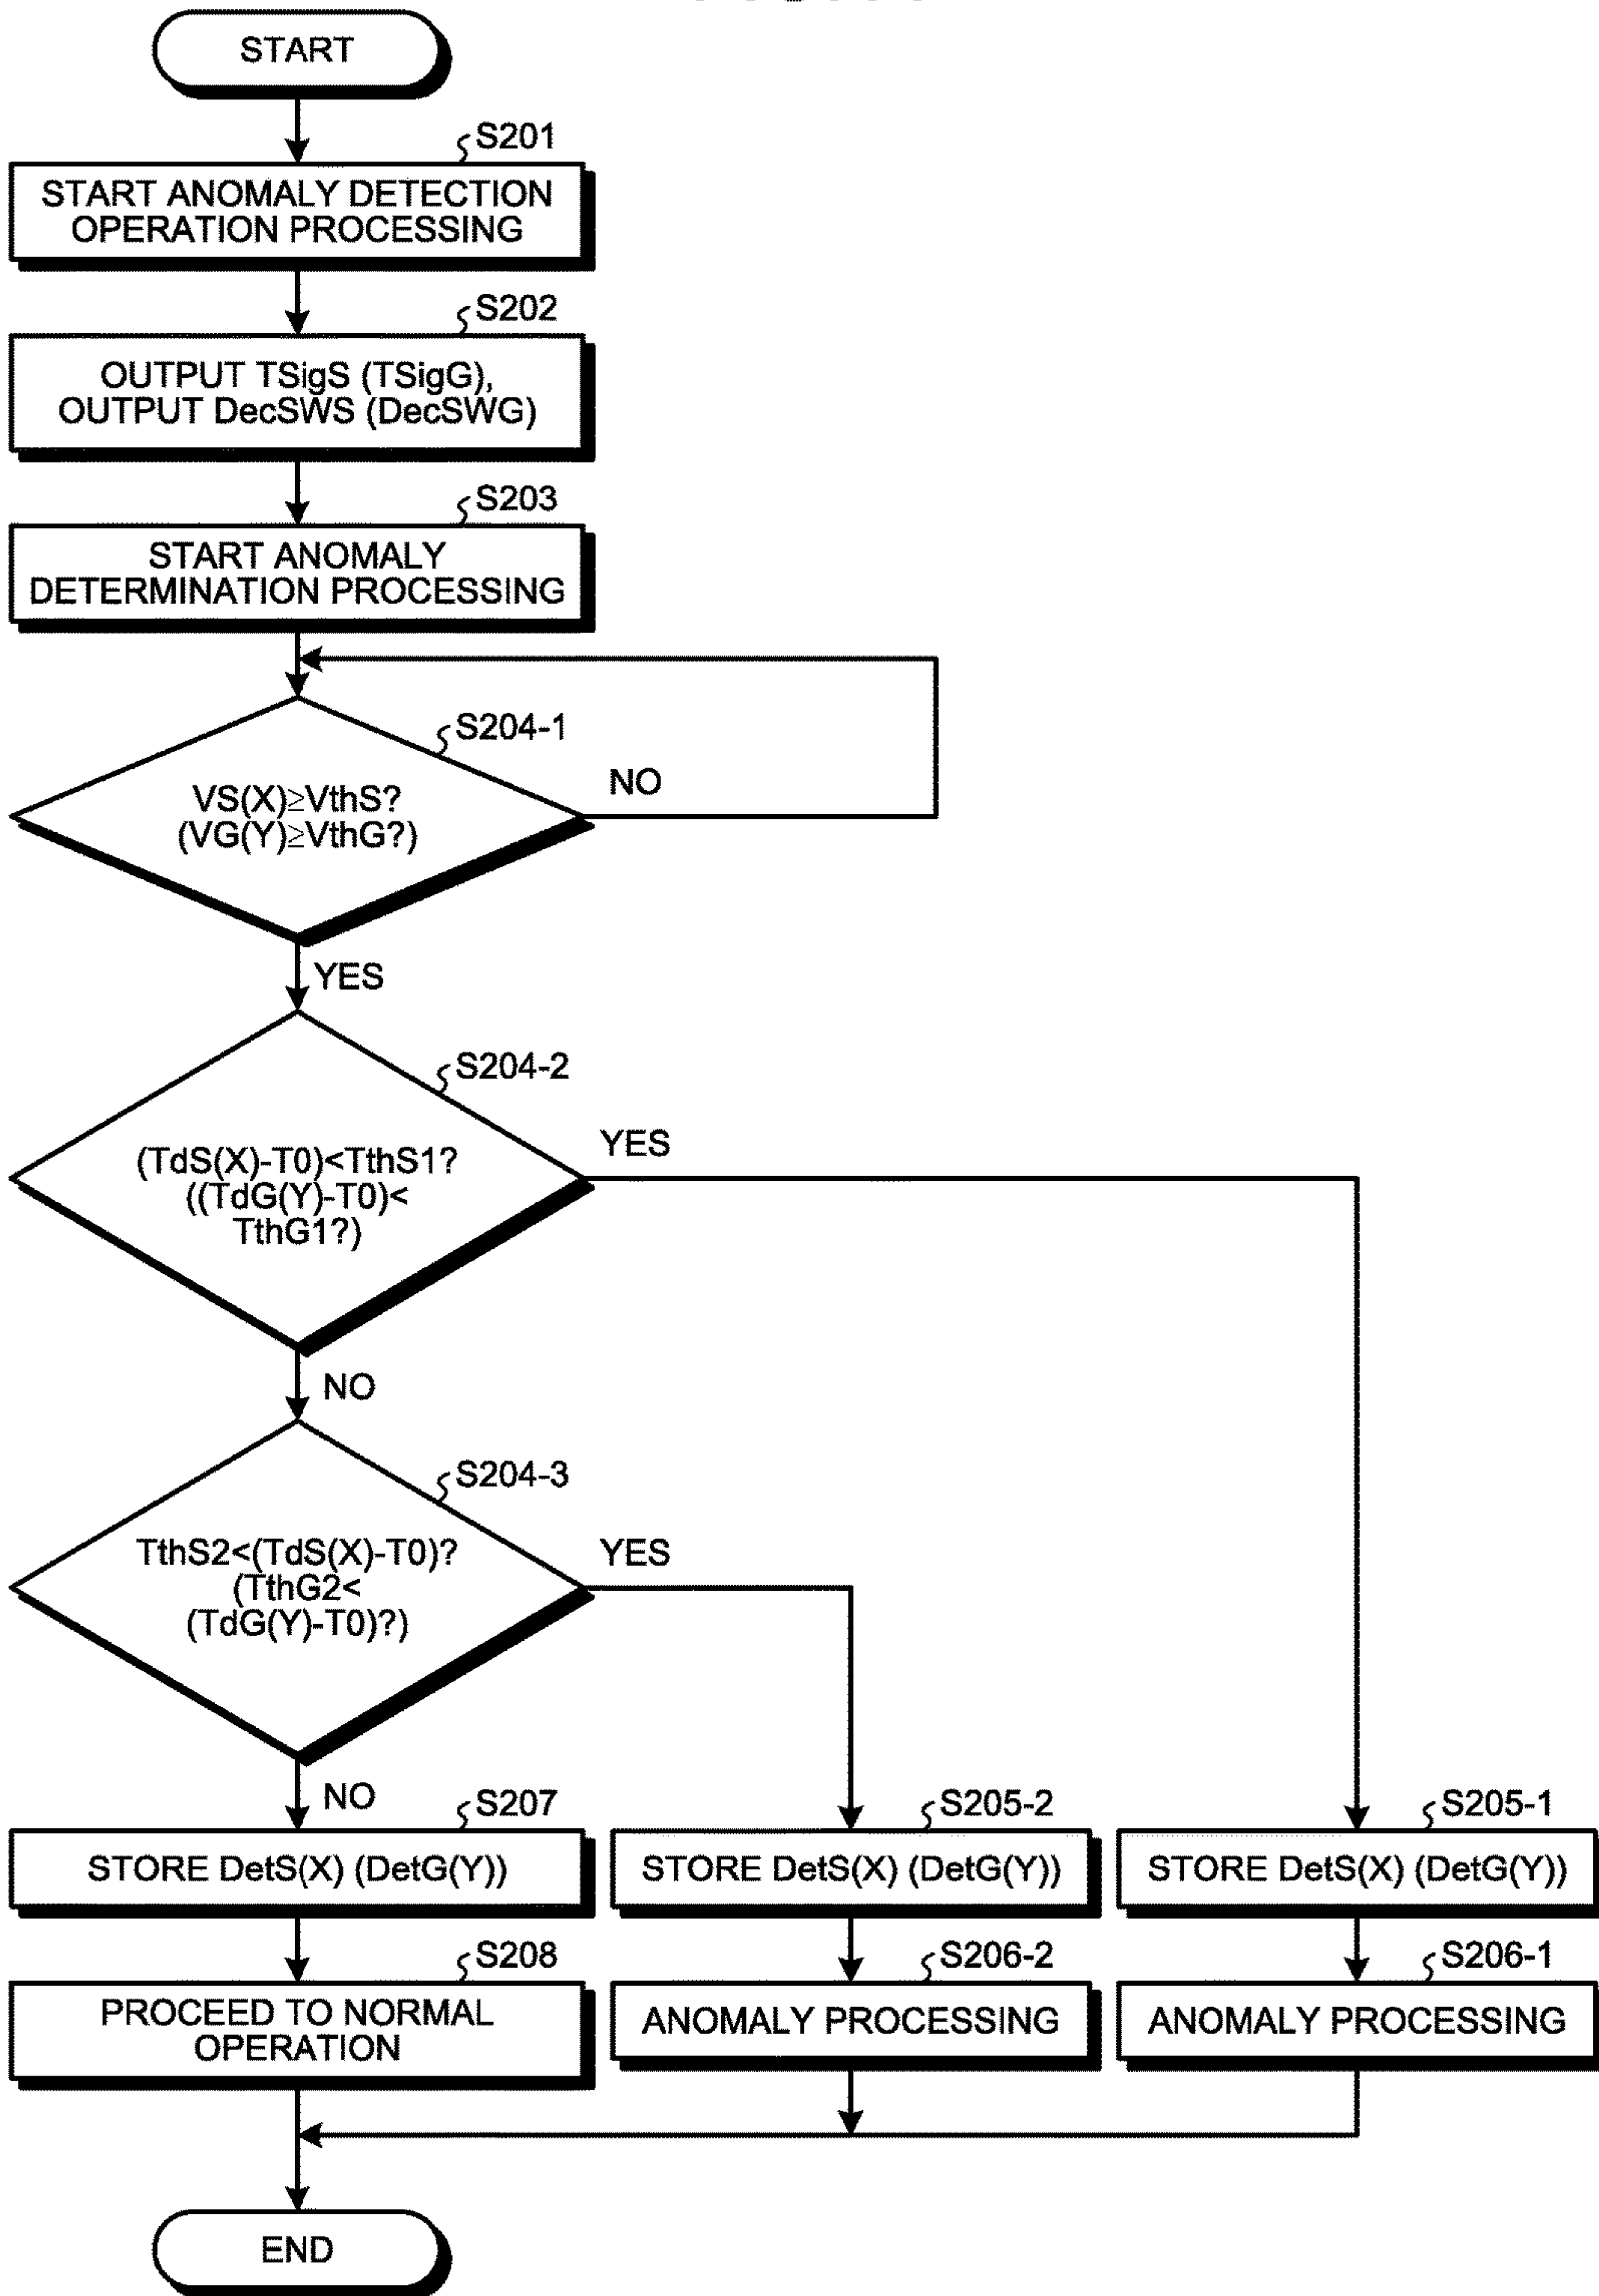 START
S201
START ANOMALY DETECTION
OPERATION PROCESSING
S202
OUTPUT TSigS (TSigG),
OUTPUT DecSWS (DecSWG)
S203
START ANOMALY
DETERMINATION PROCESSING
S204-1
VS(X)≥VthS?
(VG(Y)≥VthG?)
NO
YES
S204-2
(TdS(X)-T0)<TthS1?
((TdG(Y)-T0)<
TthG1?)
YES
NO
S204-3
TthS2<(TdS(X)-T0)?
(TthG2<
(TdG(Y)-T0)?)
YES
NO
S207
STORE DetS(X) (DetG(Y))
S205-2
STORE DetS(X) (DetG(Y))
S205-1
STORE DetS(X) (DetG(Y))
S208
PROCEED TO NORMAL
OPERATION
S206-2
ANOMALY PROCESSING
S206-1
ANOMALY PROCESSING
END